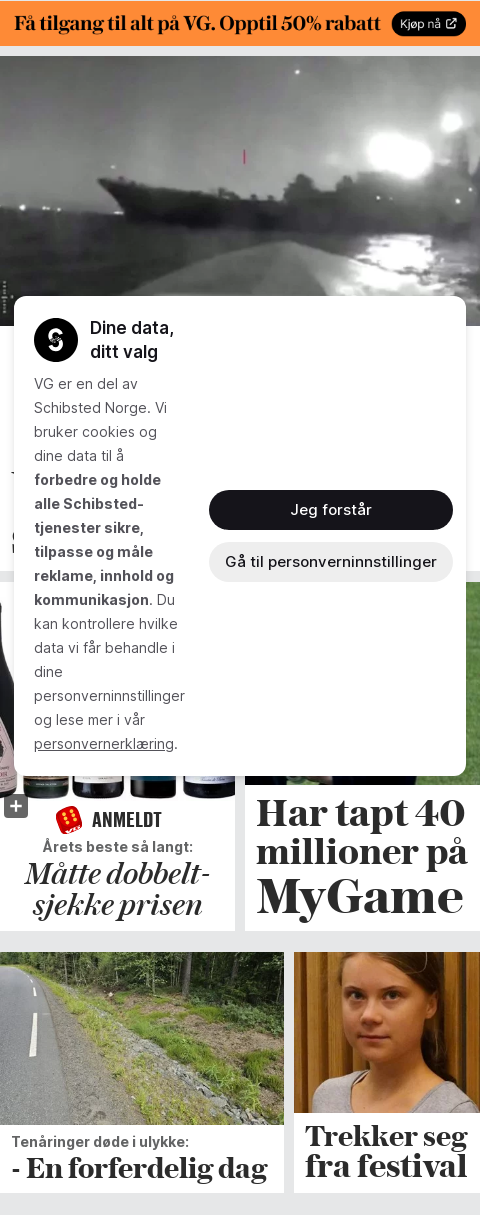 Få tilgang til alt på VG. Opptil 50% rabatt
Kjøp nå
Dine data,
ditt valg
VG er en del av
Schibsted Norge. Vi
bruker cookies og
dine data til å
forbedre og holde
alle Schibsted-
tjenester sikre,
tilpasse og måle
reklame, innhold og
kommunikasjon. Du
kan kontrollere hvilke
data vi får behandle i
dine
personverninnstillinger
og lese mer i vår
personvernerklæring.
Jeg forstår
Gå til personverninnstillinger
ANMELDT
Årets beste så langt:
Måtte dobbelt-
sjekke prisen
Har tapt 40
millioner på
MyGame
Tenåringer døde i ulykke:
- En forferdelig dag
Trekker seg
fra festival